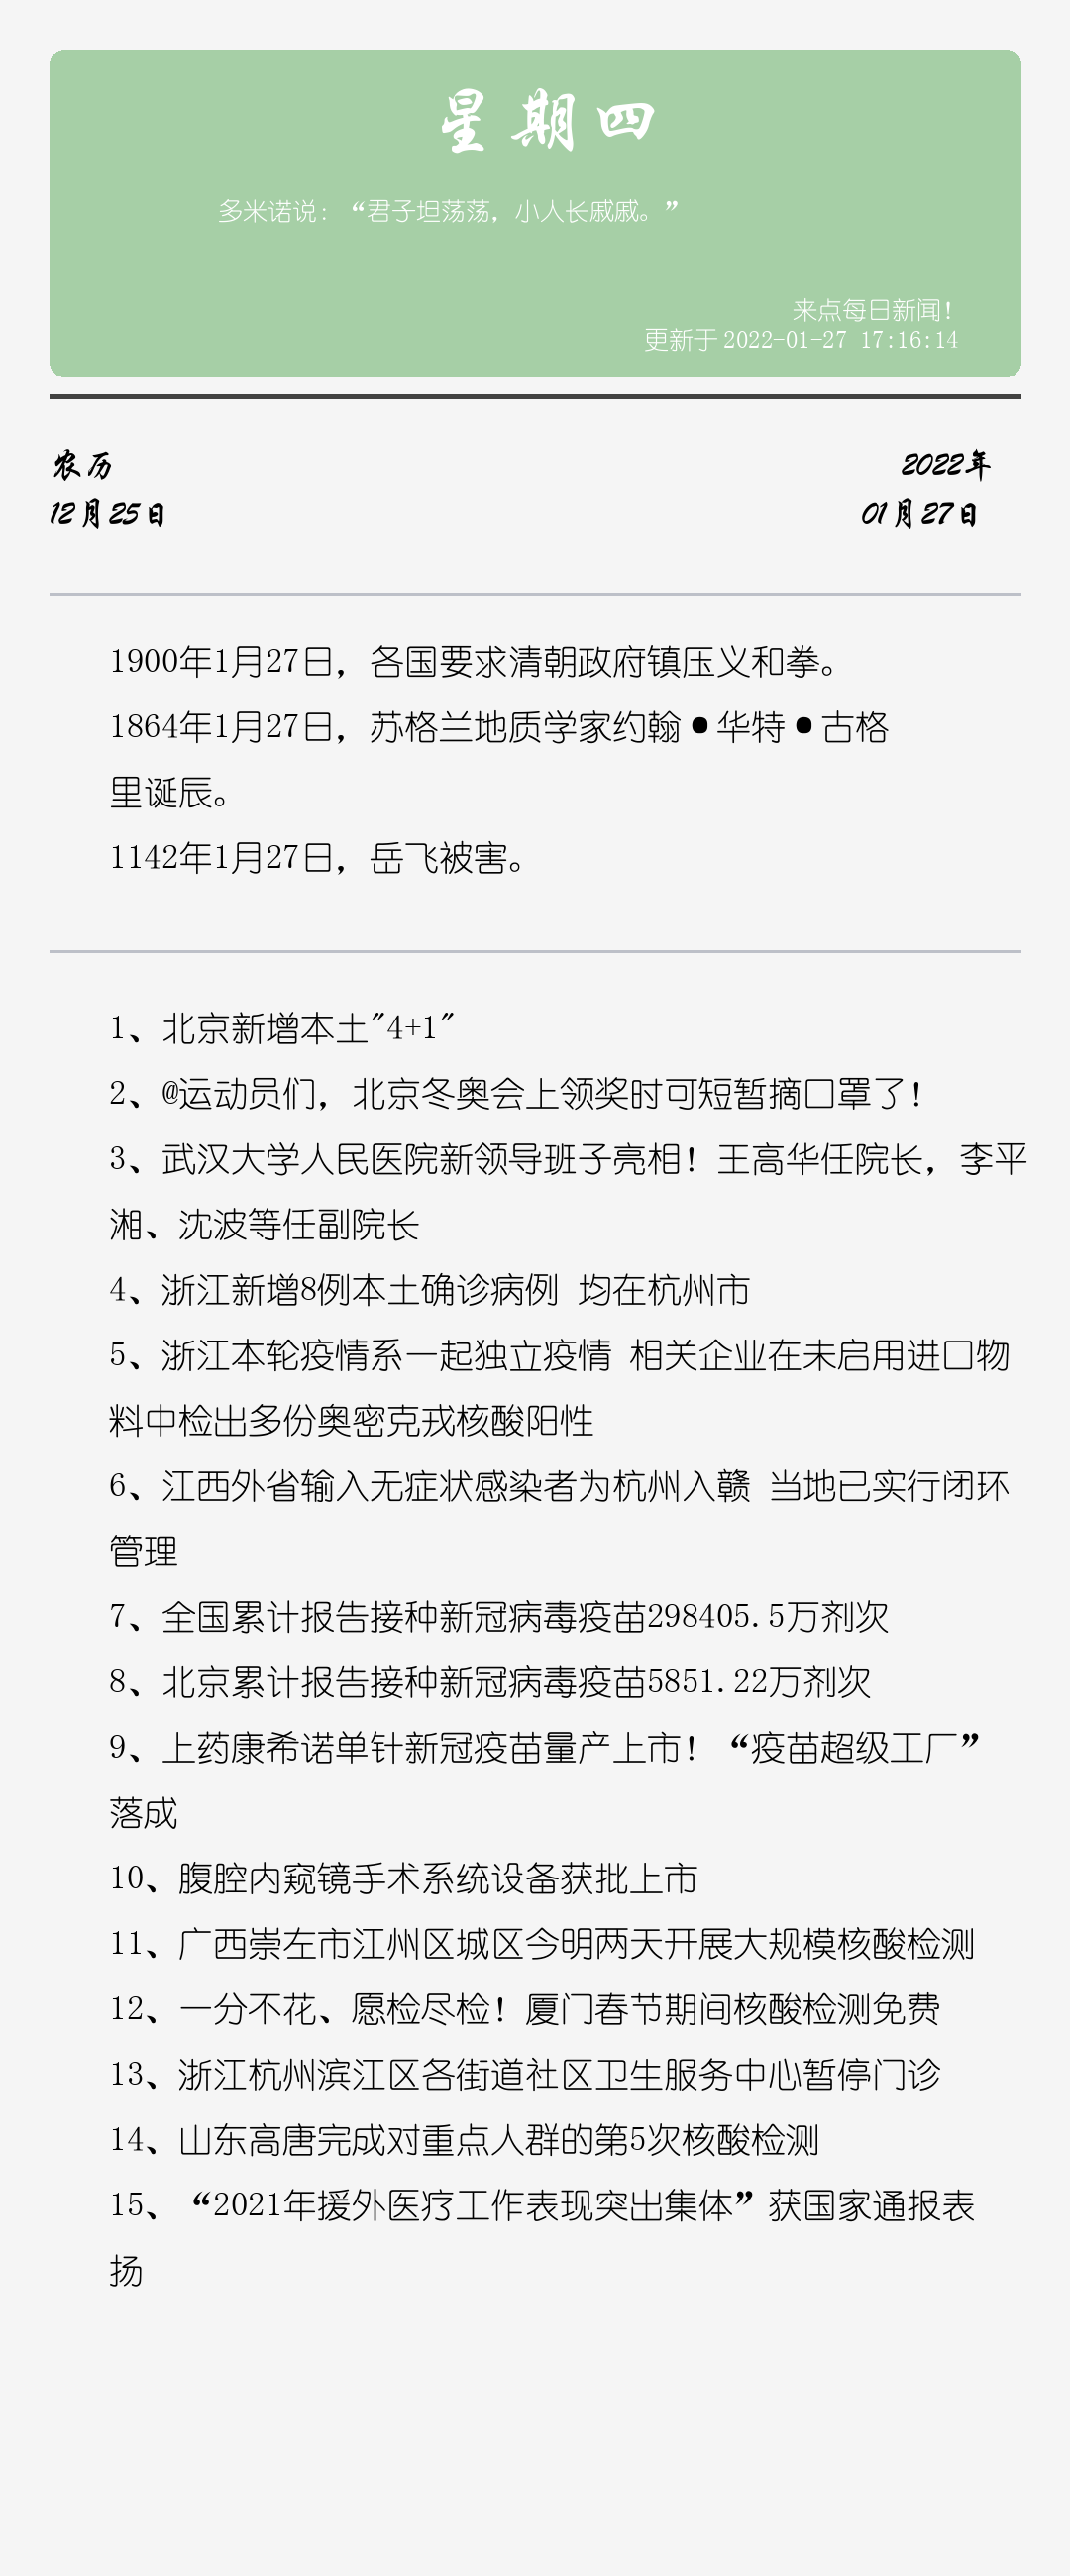 星期四
多米诺说：“君子坦荡荡，小人长戚戚。”
来点每日新闻！
更新于 2022-01-27 17:16:14
农历
2022年
12月25日
01月27日
1900年1月27日，各国要求清朝政府镇压义和拳。
1864年1月27日，苏格兰地质学家约翰•华特•古格
里诞辰。
1142年1月27日，岳飞被害。
1、北京新增本土"4+1"
2、@运动员们，北京冬奥会上领奖时可短暂摘口罩了！
3、武汉大学人民医院新领导班子亮相！王高华任院长，李平
湘、沈波等任副院长
4、浙江新增8例本土确诊病例 均在杭州市
5、浙江本轮疫情系一起独立疫情 相关企业在未启用进口物
料中检出多份奥密克戎核酸阳性
6、江西外省输入无症状感染者为杭州入赣 当地已实行闭环
管理
7、全国累计报告接种新冠病毒疫苗298405.5万剂次
8、北京累计报告接种新冠病毒疫苗5851.22万剂次
9、上药康希诺单针新冠疫苗量产上市！“疫苗超级工厂”
落成
10、腹腔内窥镜手术系统设备获批上市
11、广西崇左市江州区城区今明两天开展大规模核酸检测
12、一分不花、愿检尽检！厦门春节期间核酸检测免费
13、浙江杭州滨江区各街道社区卫生服务中心暂停门诊
14、山东高唐完成对重点人群的第5次核酸检测
15、“2021年援外医疗工作表现突出集体”获国家通报表
扬